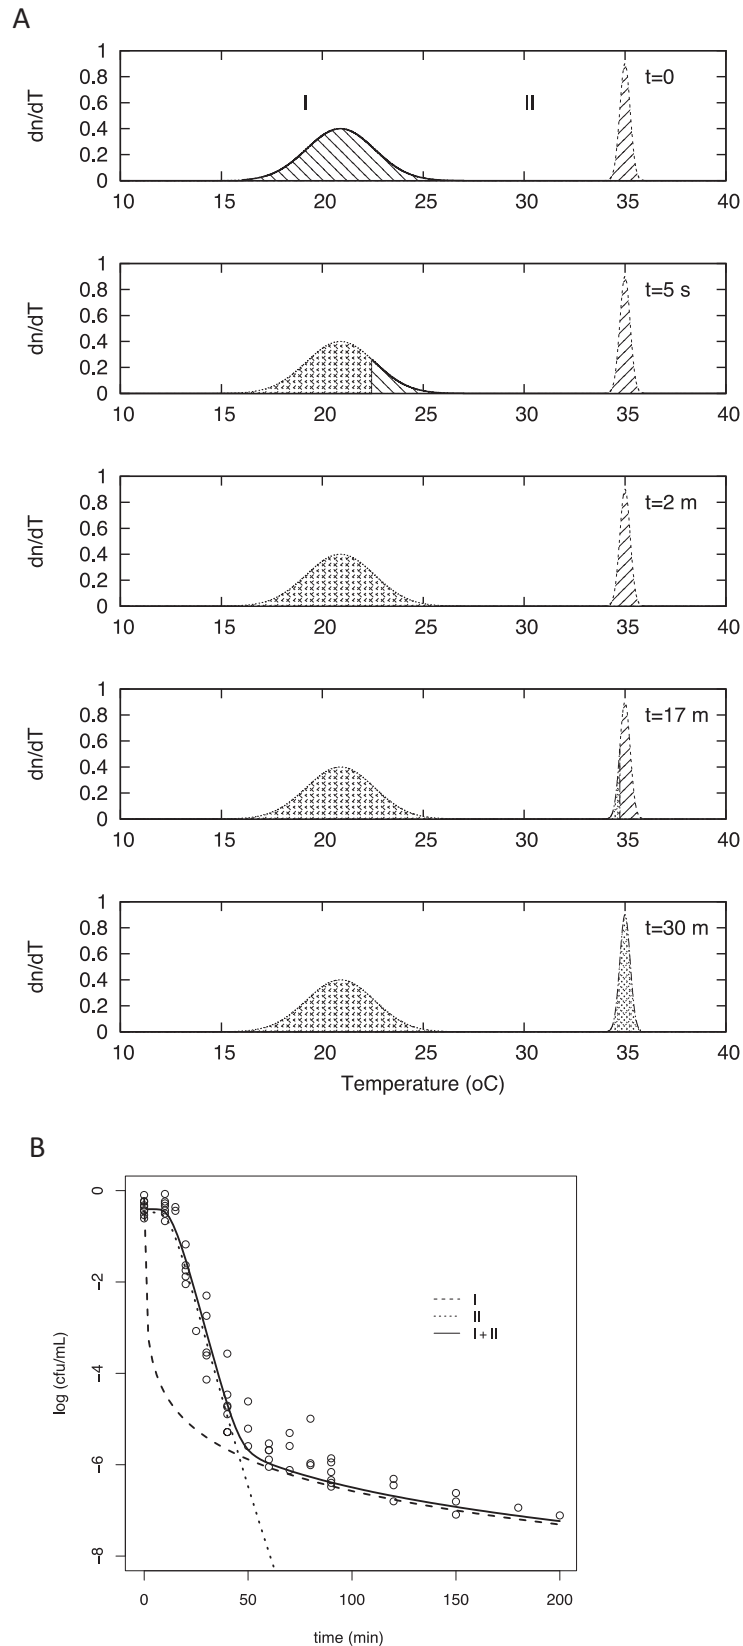 A
1
0.8
0.6
0.4
0.2
0
dn/dT
I
II
t=0
10 15 20 25 30 35 40
1
0.8
0.6
0.4
0.2
0
dn/dT
t=5 s
10 15 20 25 30 35 40
1
0.8
0.6
0.4
0.2
0
dn/dT
t=2 m
10 15 20 25 30 35 40
1
0.8
0.6
0.4
0.2
0
dn/dT
t=17 m
10 15 20 25 30 35 40
1
0.8
0.6
0.4
0.2
0
dn/dT
t=30 m
10 15 20 25 30 35 40
Temperature (oC)
B
0
-2
-4
-6
-8
log (cfu/mL)
I
II
I + II
0 50 100 150 200
time (min)